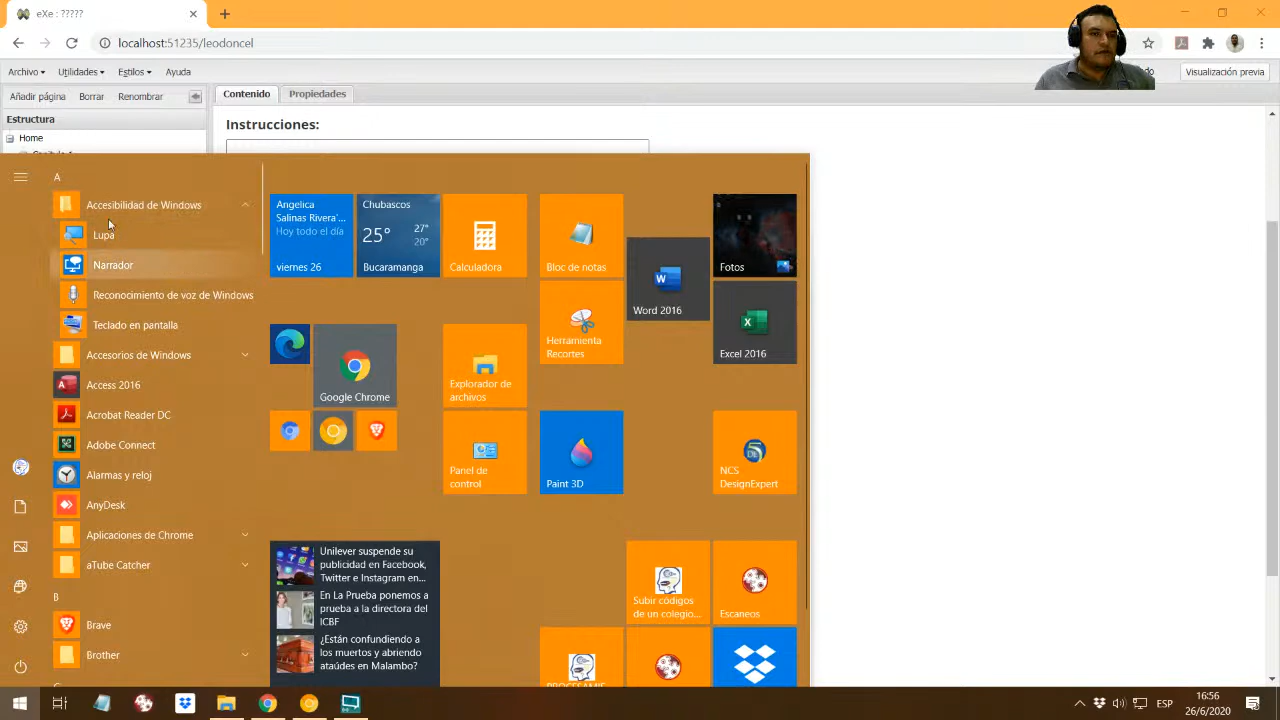 eXe : ?????
localhost:51235/leodoncel
Archivo
Utilidades
Estilos
Ayuda
Visualización previa
Añadir página
Borrar
Renombrar
Contenido
Propiedades
Estructura
Home
Instrucciones:
A
Accesibilidad de Windows
Lupa
Narrador
Reconocimiento de voz de Windows
Teclado en pantalla
Accesorios de Windows
Access 2016
Acrobat Reader DC
Adobe Connect
Alarmas y reloj
AnyDesk
Aplicaciones de Chrome
aTube Catcher
B
Brave
Brother
Angelica
Salinas Rivera'...
Hoy todo el día
viernes 26
Chubascos
25°
27°
20°
Bucaramanga
Calculadora
Bloc de notas
Word 2016
Fotos
Herramienta
Recortes
Excel 2016
Google Chrome
Explorador de
archivos
Panel de
control
Paint 3D
NCS
DesignExpert
Unilever suspende su
publicidad en Facebook,
Twitter e Instagram en...
En La Prueba ponemos a
prueba a la directora del
ICBF
¿Están confundiendo a
los muertos y abriendo
ataúdes en Malambo?
Subir códigos
de un colegio...
Escaneos
ESP
16:56
26/6/2020